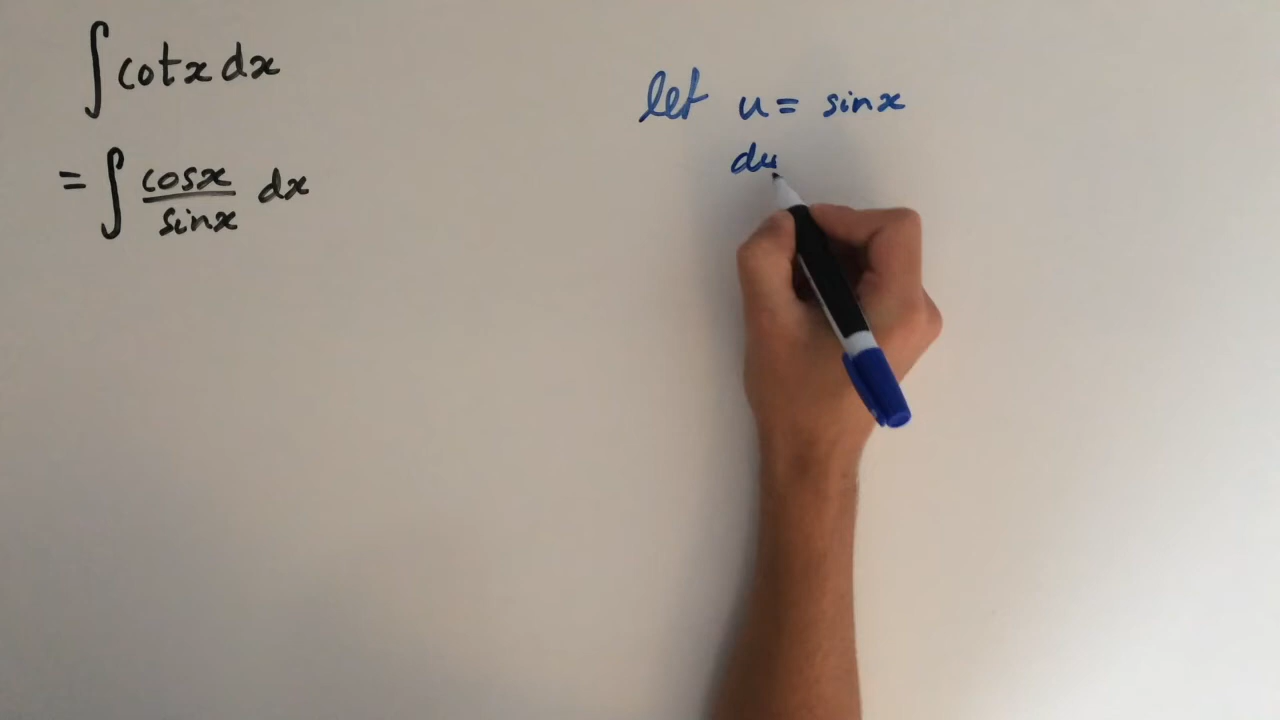 ∫ cotx dx
= ∫ cosx/sinx dx
let u = sinx
du